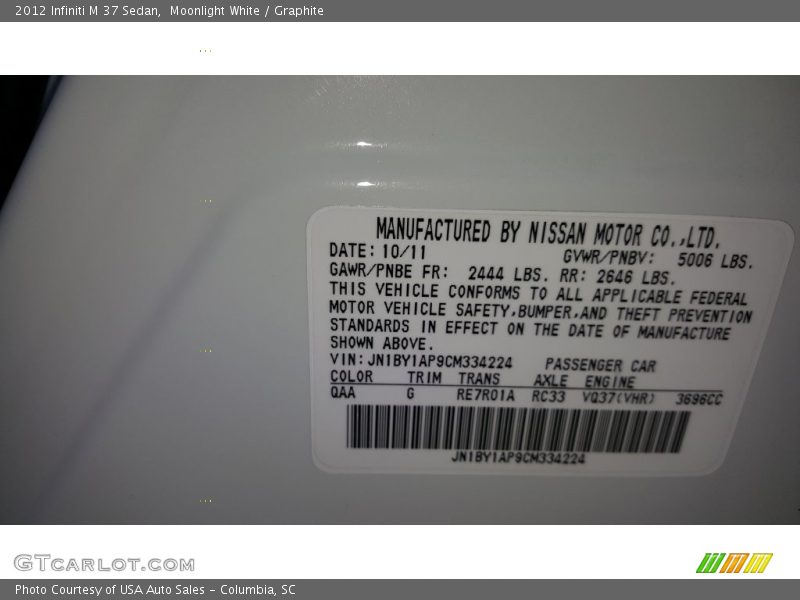 2012 Infiniti M 37 Sedan,  Moonlight White / Graphite
MANUFACTURED BY NISSAN MOTOR CO.,LTD.
DATE: 10/11 GVWR/PNBV: 5006 LBS.
GAWR/PNBE FR: 2444 LBS. RR: 2646 LBS.
THIS VEHICLE CONFORMS TO ALL APPLICABLE FEDERAL
MOTOR VEHICLE SAFETY,BUMPER,AND THEFT PREVENTION
STANDARDS IN EFFECT ON THE DATE OF MANUFACTURE
SHOWN ABOVE.
VIN: JN1BY1AP9CM334224 PASSENGER CAR
COLOR TRIM TRANS AXLE ENGINE
QAA G RE7R01A RC33 VQ37(VHR) 3696CC
JN1BY1AP9CM334224
GTCARLOT.COM
Photo Courtesy of USA Auto Sales - Columbia, SC